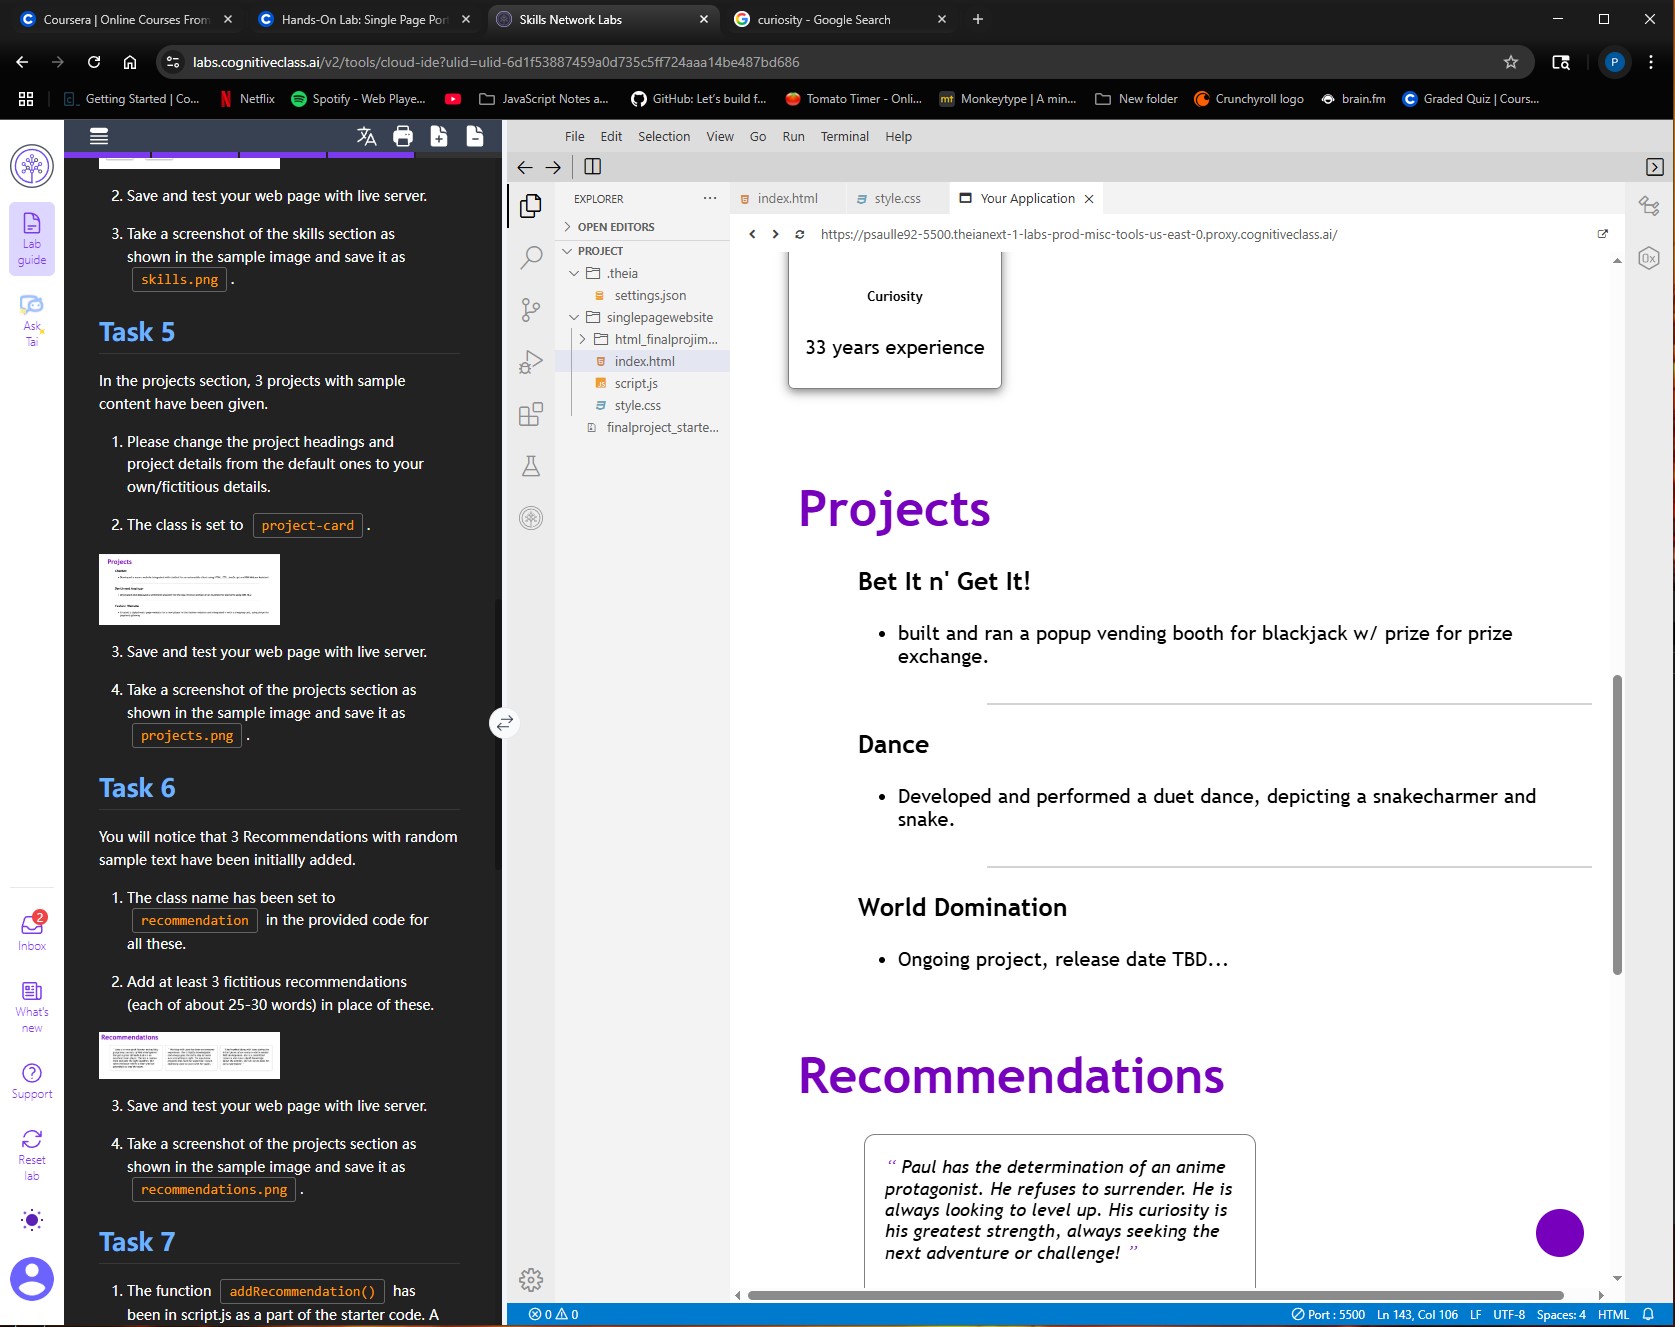 Coursera | Online Courses From
Hands-On Lab: Single Page Por
Skills Network Labs
curiosity - Google Search
labs.cognitiveclass.ai/v2/tools/cloud-ide?ulid=ulid-6d1f53887459a0d735c5ff724aaa14be487bd686
P
Getting Started | Co...
Netflix
Spotify - Web Playe...
JavaScript Notes a...
GitHub: Let's build f...
Tomato Timer - Onli...
mt Monkeytype | A min...
New folder
Crunchyroll logo
brain.fm
Graded Quiz | Cours...
Lab
guide
Ask
Tai
Inbox
2
What's
new
Support
Reset
lab
2. Save and test your web page with live server.
3. Take a screenshot of the skills section as
shown in the sample image and save it as
skills.png .
Task 5
In the projects section, 3 projects with sample
content have been given.
1. Please change the project headings and
project details from the default ones to your
own/fictitious details.
2. The class is set to project-card .
Projects
3. Save and test your web page with live server.
4. Take a screenshot of the projects section as
shown in the sample image and save it as
projects.png .
Task 6
You will notice that 3 Recommendations with random
sample text have been initiallly added.
1. The class name has been set to
recommendation in the provided code for
all these.
2. Add at least 3 fictitious recommendations
(each of about 25-30 words) in place of these.
Recommendations
3. Save and test your web page with live server.
4. Take a screenshot of the projects section as
shown in the sample image and save it as
recommendations.png .
Task 7
1. The function addRecommendation() has
been in script.js as a part of the starter code. A
File Edit Selection View Go Run Terminal Help
EXPLORER
OPEN EDITORS
PROJECT
.theia
settings.json
singlepagewebsite
html_finalprojim...
index.html
script.js
style.css
finalproject_starte...
index.html
style.css
Your Application
https://psaulle92-5500.theianext-1-labs-prod-misc-tools-us-east-0.proxy.cognitiveclass.ai/
0x
Curiosity
33 years experience
Projects
Bet It n' Get It!
• built and ran a popup vending booth for blackjack w/ prize for prize
exchange.
Dance
• Developed and performed a duet dance, depicting a snakecharmer and
snake.
World Domination
• Ongoing project, release date TBD...
Recommendations
“ Paul has the determination of an anime
protagonist. He refuses to surrender. He is
always looking to level up. His curiosity is
his greatest strength, always seeking the
next adventure or challenge! ”
0 0
Port : 5500 Ln 143, Col 106 LF UTF-8 Spaces: 4 HTML